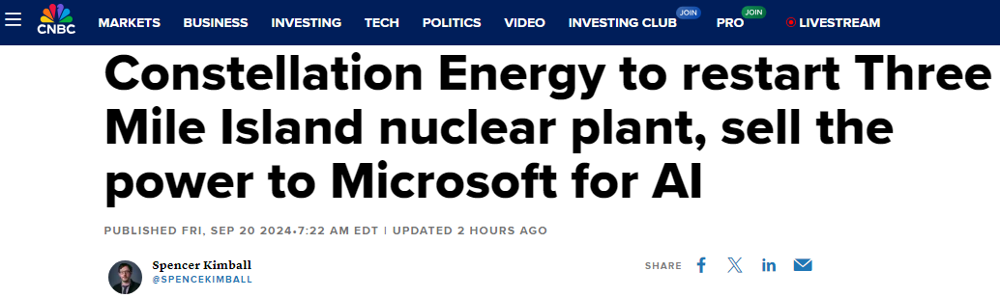 CNBC
MARKETS BUSINESS INVESTING TECH POLITICS VIDEO INVESTING CLUB JOIN PRO JOIN LIVESTREAM
Constellation Energy to restart Three
Mile Island nuclear plant, sell the
power to Microsoft for AI
PUBLISHED FRI, SEP 20 2024•7:22 AM EDT | UPDATED 2 HOURS AGO
Spencer Kimball
@SPENCEKIMBALL
SHARE